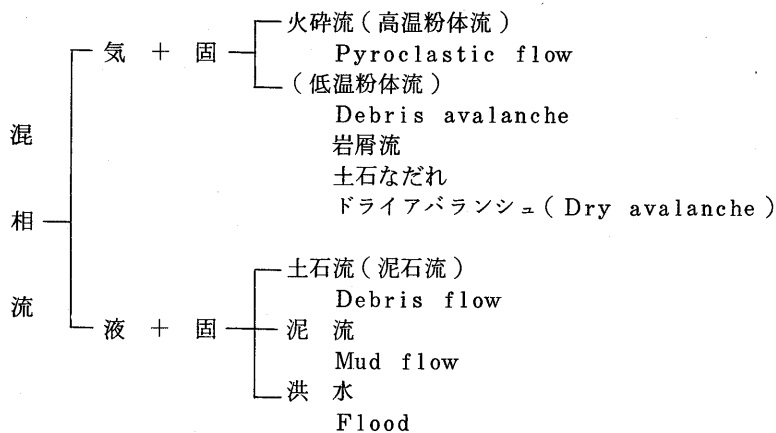 火砕流(高温粉体流)
気 + 固
Pyroclastic flow
(低温粉体流)
Debris avalanche
混
岩屑流
土石なだれ
ドライアバランシュ(Dry avalanche)
相
土石流(泥石流)
流
Debris flow
液 + 固
泥 流
Mud flow
洪 水
Flood